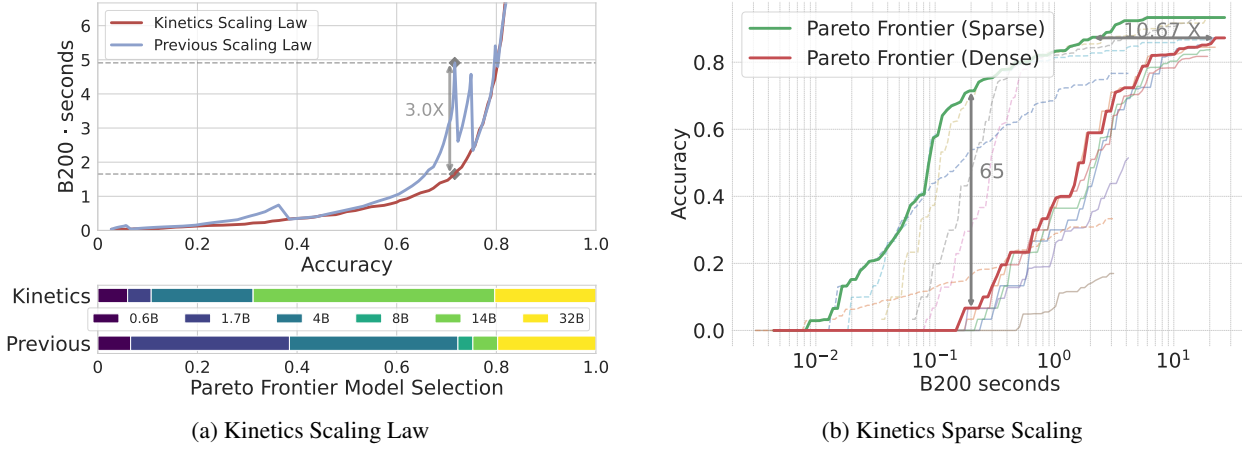 Kinetics Scaling Law
Previous Scaling Law
B200 · seconds
6
5
4
3
2
1
0
3.0X
0 0.2 0.4 0.6 0.8 1.0
Accuracy
Kinetics
0.6B 1.7B 4B 8B 14B 32B
Previous
0 0.2 0.4 0.6 0.8 1.0
Pareto Frontier Model Selection
(a) Kinetics Scaling Law
Pareto Frontier (Sparse)
Pareto Frontier (Dense)
10.67 X
65
Accuracy
0.8
0.6
0.4
0.2
0.0
10⁻² 10⁻¹ 10⁰ 10¹
B200 seconds
(b) Kinetics Sparse Scaling